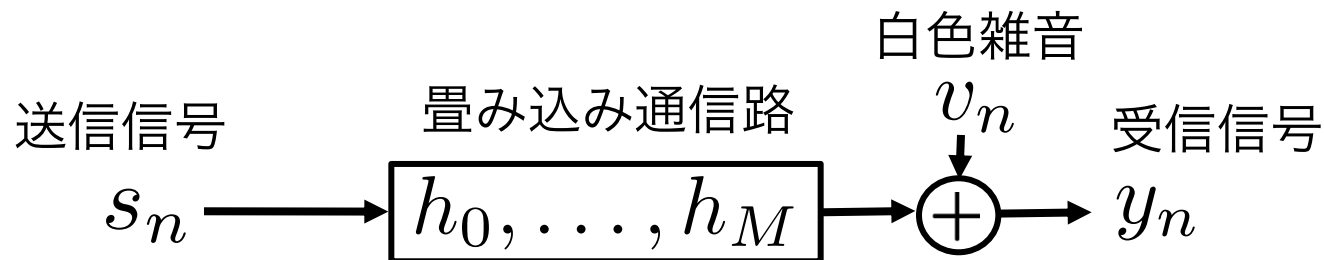 白色雑音
v_n
畳み込み通信路
送信信号
受信信号
s_n
h_0, . . . , h_M
+
y_n